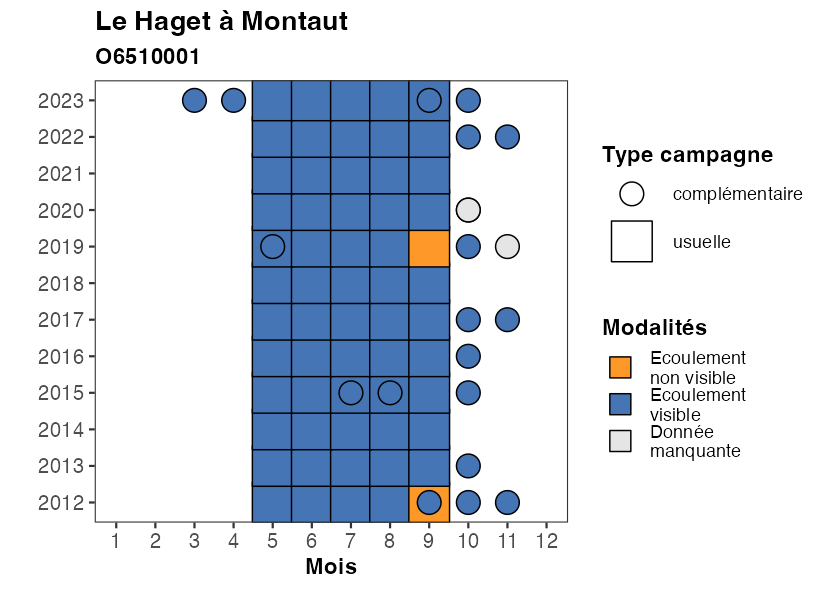 Le Haget à Montaut
O6510001
2023
2022
2021
2020
2019
2018
2017
2016
2015
2014
2013
2012
1 2 3 4 5 6 7 8 9 10 11 12
Mois
Type campagne
complémentaire
usuelle
Modalités
Ecoulement
non visible
Ecoulement
visible
Donnée
manquante